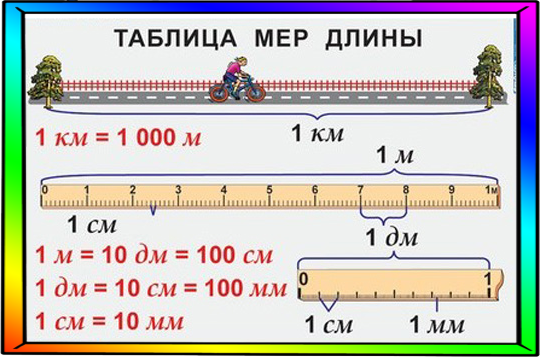 ТАБЛИЦА МЕР ДЛИНЫ
1 км = 1 000 м
1 км
1 м
0 1 2 3 4 5 6 7 8 9 1м
1 см
1 дм
1 м = 10 дм = 100 см
1 дм = 10 см = 100 мм
0 1
1 см = 10 мм
1 см 1 мм